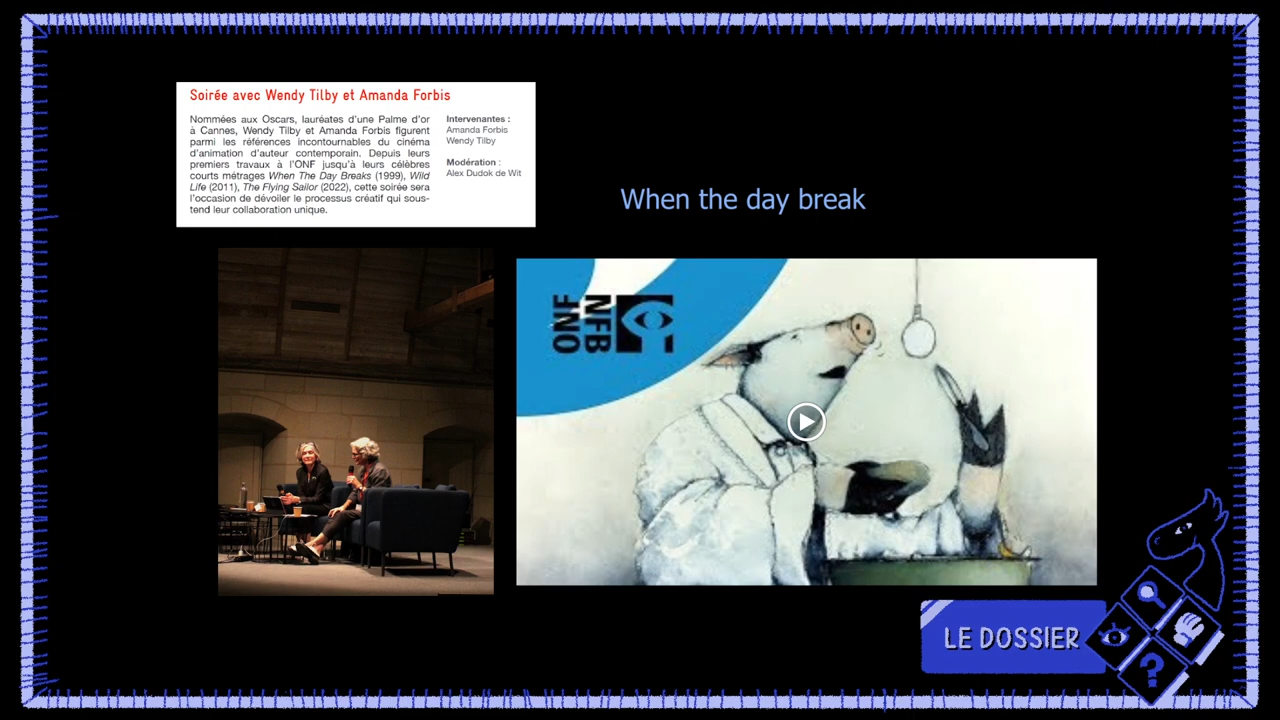 Soirée avec Wendy Tilby et Amanda Forbis
Nommées aux Oscars, lauréates d'une Palme d'or
à Cannes, Wendy Tilby et Amanda Forbis figurent
parmi les références incontournables du cinéma
d'animation d'auteur contemporain. Depuis leurs
premiers travaux à l'ONF jusqu'à leurs célèbres
courts métrages When The Day Breaks (1999), Wild
Life (2011), The Flying Sailor (2022), cette soirée sera
l'occasion de dévoiler le processus créatif qui sous-
tend leur collaboration unique.
Intervenantes :
Amanda Forbis
Wendy Tilby
Modération :
Alex Dudok de Wit
When the day break
ONF
NFB
LE DOSSIER
?